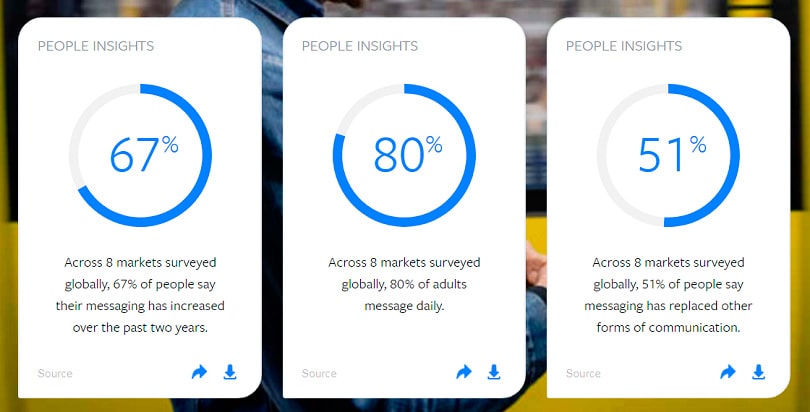 PEOPLE INSIGHTS
67%
Across 8 markets surveyed
globally, 67% of people say
their messaging has increased
over the past two years.
Source
PEOPLE INSIGHTS
80%
Across 8 markets surveyed
globally, 80% of adults
message daily.
Source
PEOPLE INSIGHTS
51%
Across 8 markets surveyed
globally, 51% of people say
messaging has replaced other
forms of communication.
Source